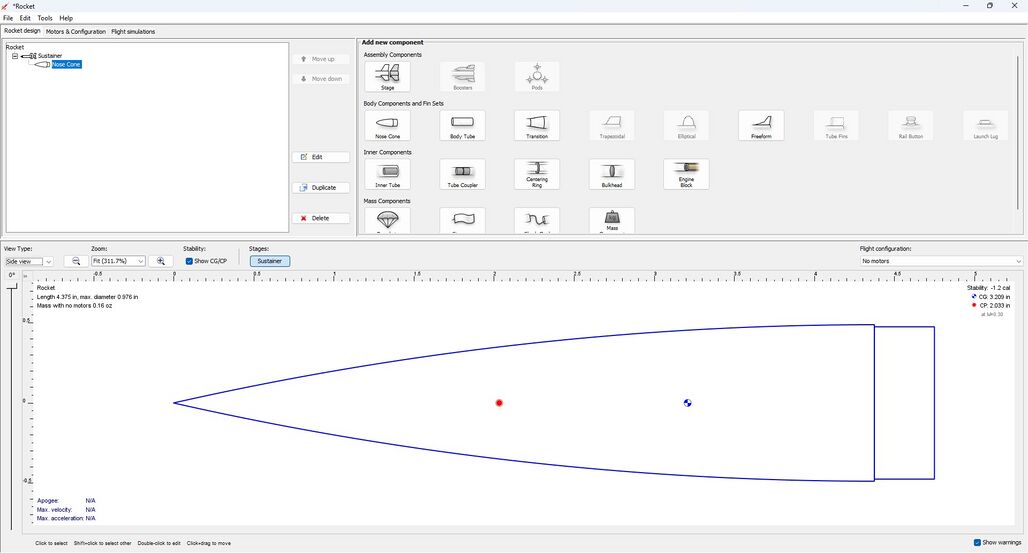 *Rocket
File Edit Tools Help
Rocket design Motors & Configuration Flight simulations
Rocket
Sustainer
Nose Cone
Move up
Move down
Edit
Duplicate
Delete
Add new component
Assembly Components
Stage Boosters Pods
Body Components and Fin Sets
Nose Cone Body Tube Transition Trapezoidal Elliptical Freeform Tube Fins Rail Button Launch Lug
Inner Components
Inner Tube Tube Coupler Centering Ring Bulkhead Engine Block
Mass Components
Mass
View Type: Zoom: Stability: Stages: Flight configuration:
Side view Fit (311.7%) Show CG/CP Sustainer No motors
0° in -0.5 0 0.5 1 1.5 2 2.5 3 3.5 4 4.5 5
Rocket
Length 4.375 in, max. diameter 0.976 in
Mass with no motors 0.16 oz
Stability: -1.2 cal
CG: 3.209 in
CP: 2.033 in
at M=0.30
0.5
0
-0.5
Apogee: N/A
Max. velocity: N/A
Max. acceleration: N/A
Click to select Shift+click to select other Double-click to edit Click+drag to move Show warnings